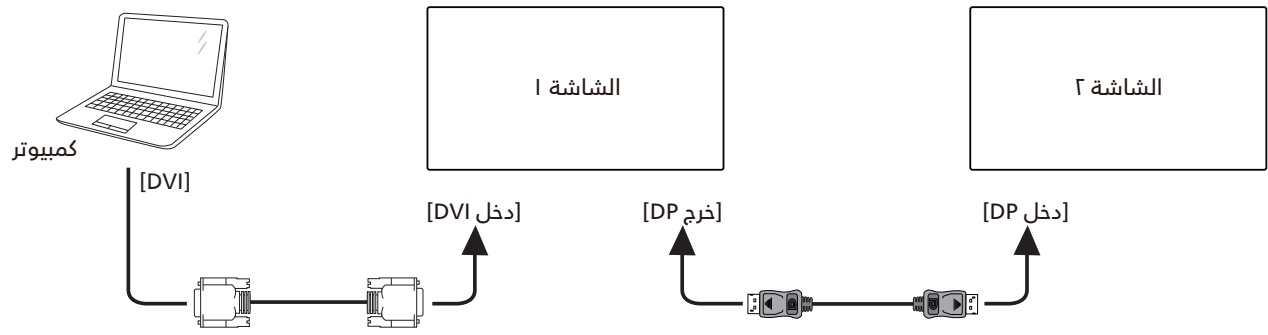 الشاشة ١
الشاشة ٢
كمبيوتر
[DVI]
[دخل DVI]
[خرج DP]
[دخل DP]